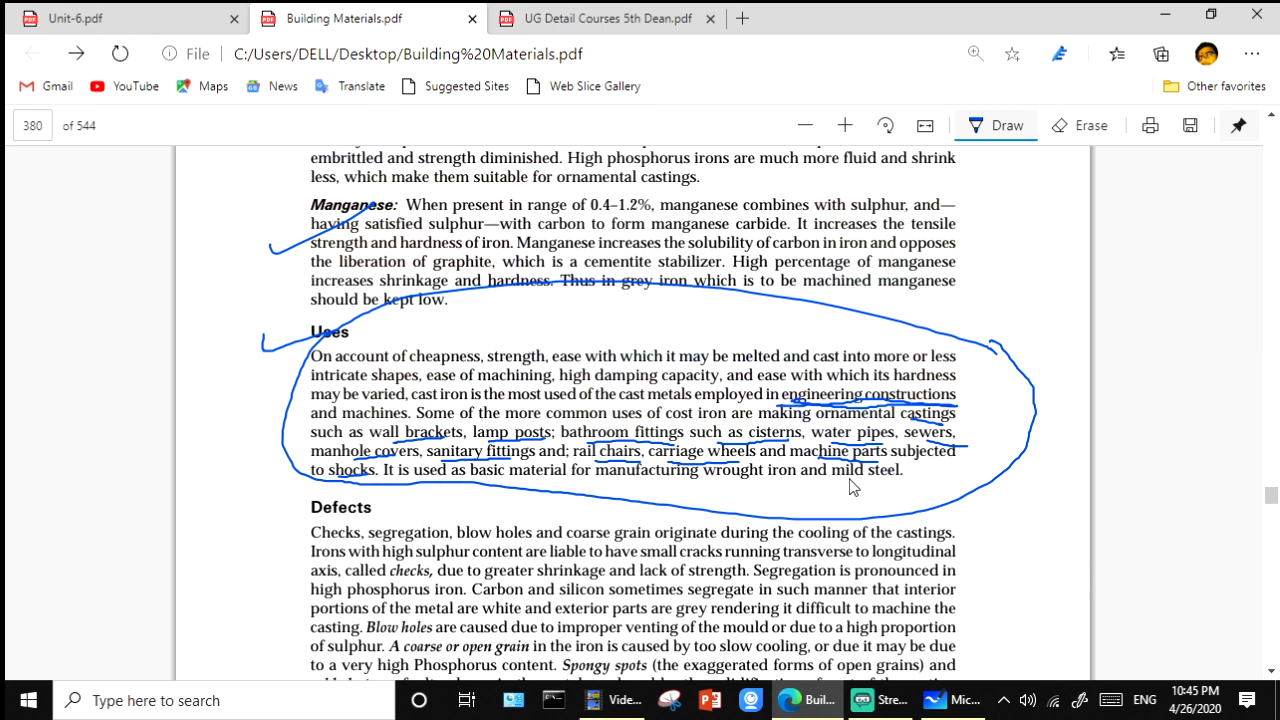 Unit-6.pdf
Building Materials.pdf
UG Detail Courses 5th Dean.pdf
File
C:/Users/DELL/Desktop/Building%20Materials.pdf
Gmail
YouTube
Maps
News
Translate
Suggested Sites
Web Slice Gallery
Other favorites
380 of 544
Draw
Erase
embrittled and strength diminished. High phosphorus irons are much more fluid and shrink
less, which make them suitable for ornamental castings.
Manganese: When present in range of 0.4–1.2%, manganese combines with sulphur, and—
having satisfied sulphur—with carbon to form manganese carbide. It increases the tensile
strength and hardness of iron. Manganese increases the solubility of carbon in iron and opposes
the liberation of graphite, which is a cementite stabilizer. High percentage of manganese
increases shrinkage and hardness. Thus in grey iron which is to be machined manganese
should be kept low.
Uses
On account of cheapness, strength, ease with which it may be melted and cast into more or less
intricate shapes, ease of machining, high damping capacity, and ease with which its hardness
may be varied, cast iron is the most used of the cast metals employed in engineering constructions
and machines. Some of the more common uses of cost iron are making ornamental castings
such as wall brackets, lamp posts; bathroom fittings such as cisterns, water pipes, sewers,
manhole covers, sanitary fittings and; rail chairs, carriage wheels and machine parts subjected
to shocks. It is used as basic material for manufacturing wrought iron and mild steel.
Defects
Checks, segregation, blow holes and coarse grain originate during the cooling of the castings.
Irons with high sulphur content are liable to have small cracks running transverse to longitudinal
axis, called checks, due to greater shrinkage and lack of strength. Segregation is pronounced in
high phosphorus iron. Carbon and silicon sometimes segregate in such manner that interior
portions of the metal are white and exterior parts are grey rendering it difficult to machine the
casting. Blow holes are caused due to improper venting of the mould or due to a high proportion
of sulphur. A coarse or open grain in the iron is caused by too slow cooling, or due it may be due
to a very high Phosphorus content. Spongy spots (the exaggerated forms of open grains) and
Type here to search
Vide...
Buil...
Stre...
Mic...
ENG
10:45 PM
4/26/2020